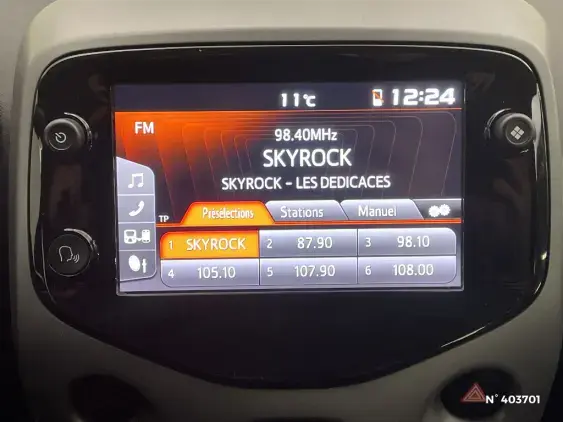 11°C 12:24
FM
98.40MHz
SKYROCK
SKYROCK - LES DEDICACES
TP Preselections Stations Manuel
1 SKYROCK 2 87.90 3 98.10
4 105.10 5 107.90 6 108.00
N° 403701